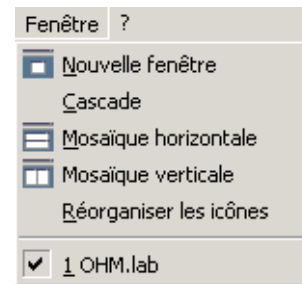 Fenêtre ?
Nouvelle fenêtre
Cascade
Mosaïque horizontale
Mosaïque verticale
Réorganiser les icônes
1 OHM.lab